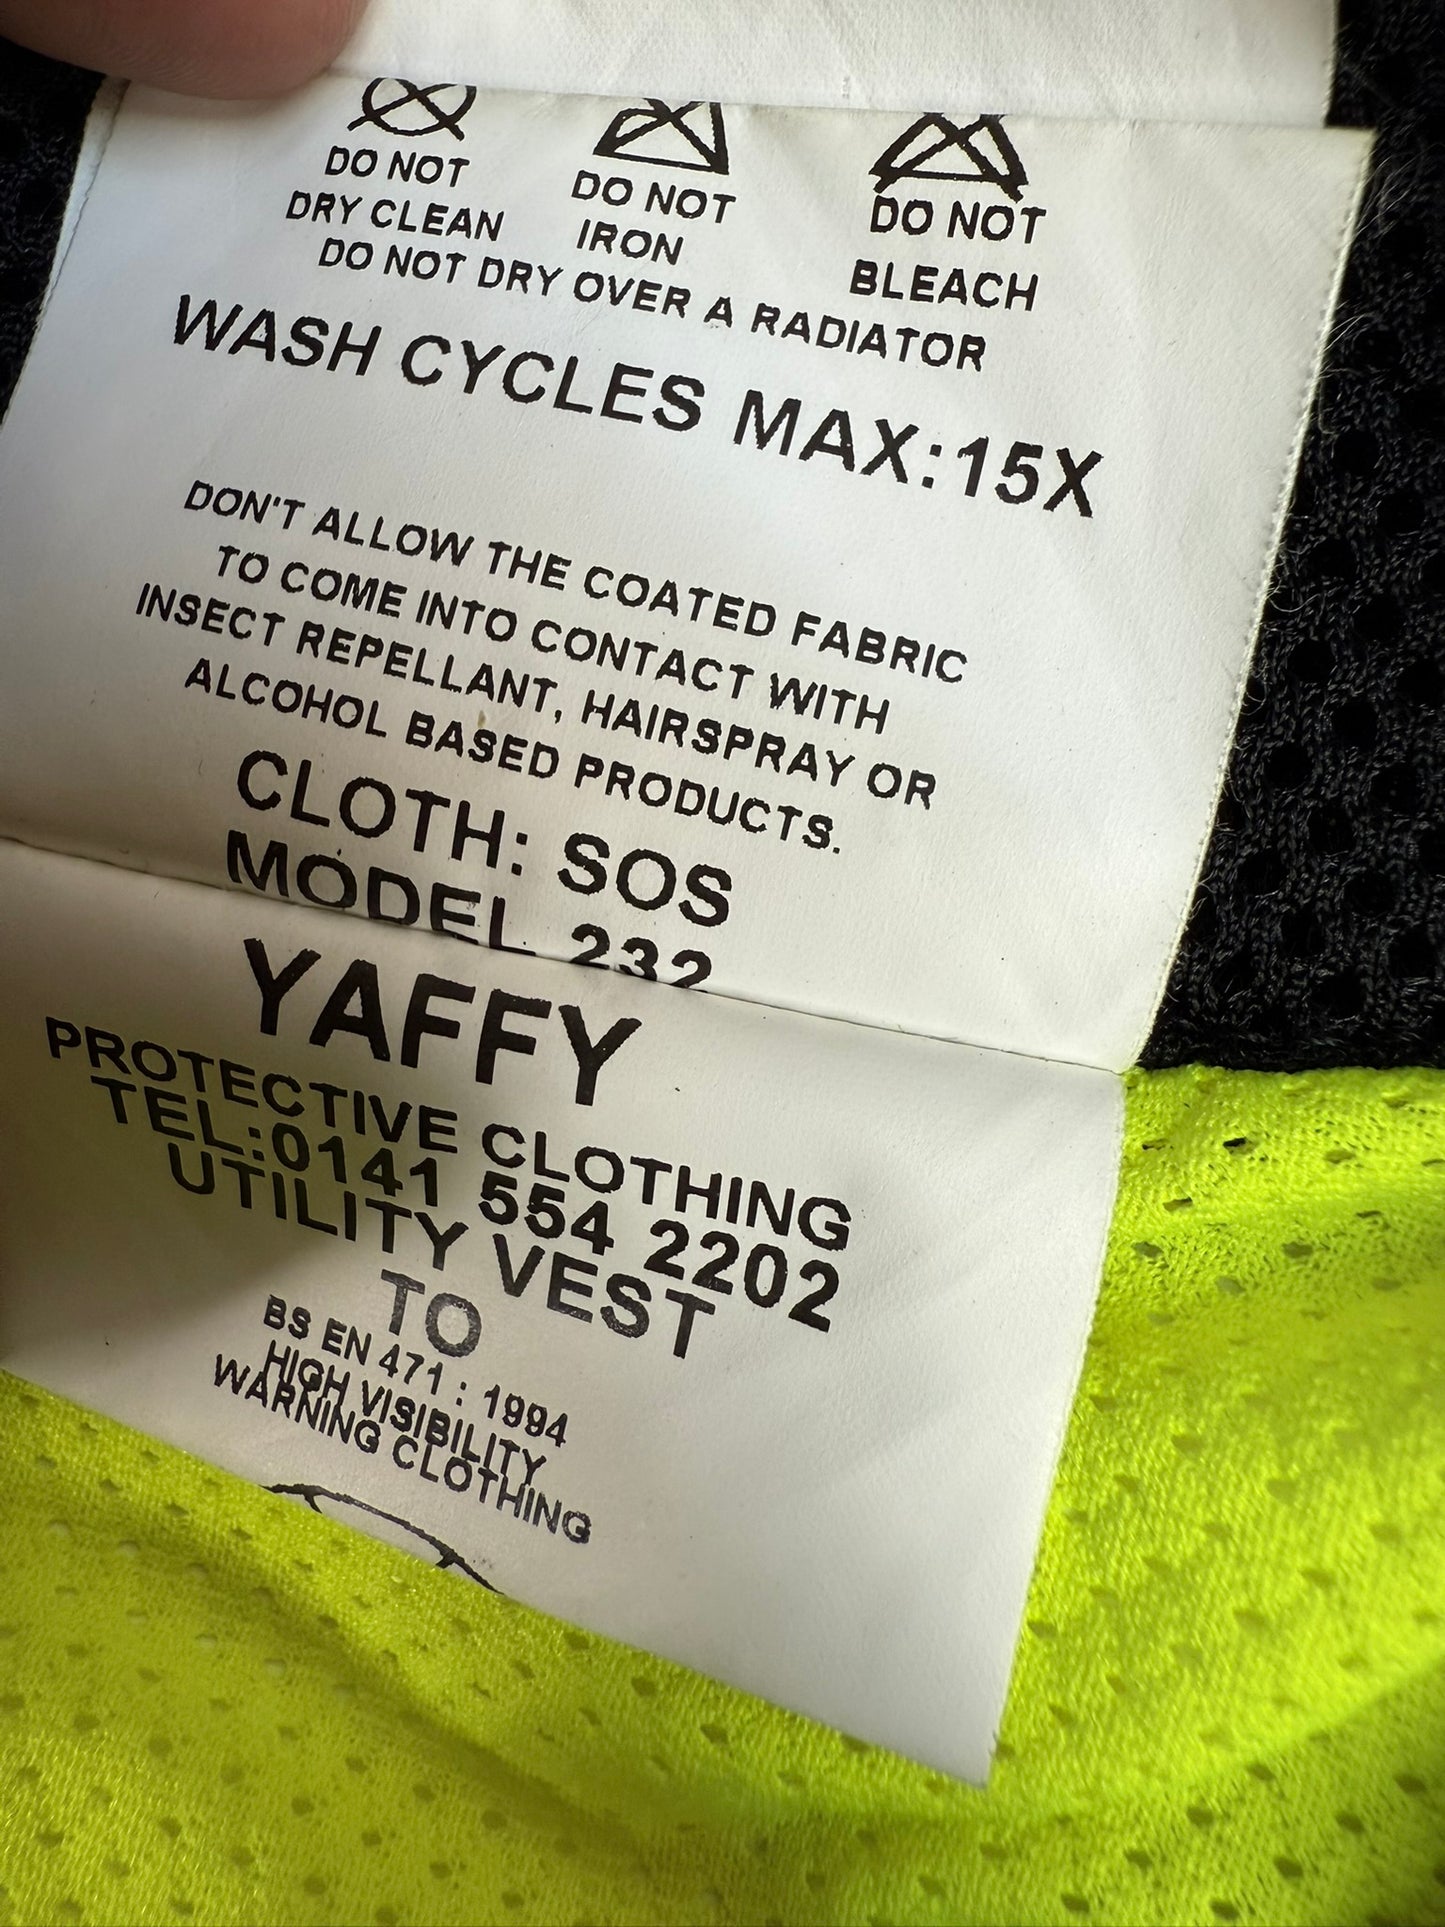 DO NOT
DRY CLEAN
DO NOT
IRON
DO NOT
BLEACH
DO NOT DRY OVER A RADIATOR
WASH CYCLES MAX:15X
DON'T ALLOW THE COATED FABRIC
TO COME INTO CONTACT WITH
INSECT REPELLANT, HAIRSPRAY OR
ALCOHOL BASED PRODUCTS.
CLOTH: SOS
MODEL 232
YAFFY
PROTECTIVE CLOTHING
TEL:0141 554 2202
UTILITY VEST
TO
BS EN 471 : 1994
HIGH VISIBILITY
WARNING CLOTHING